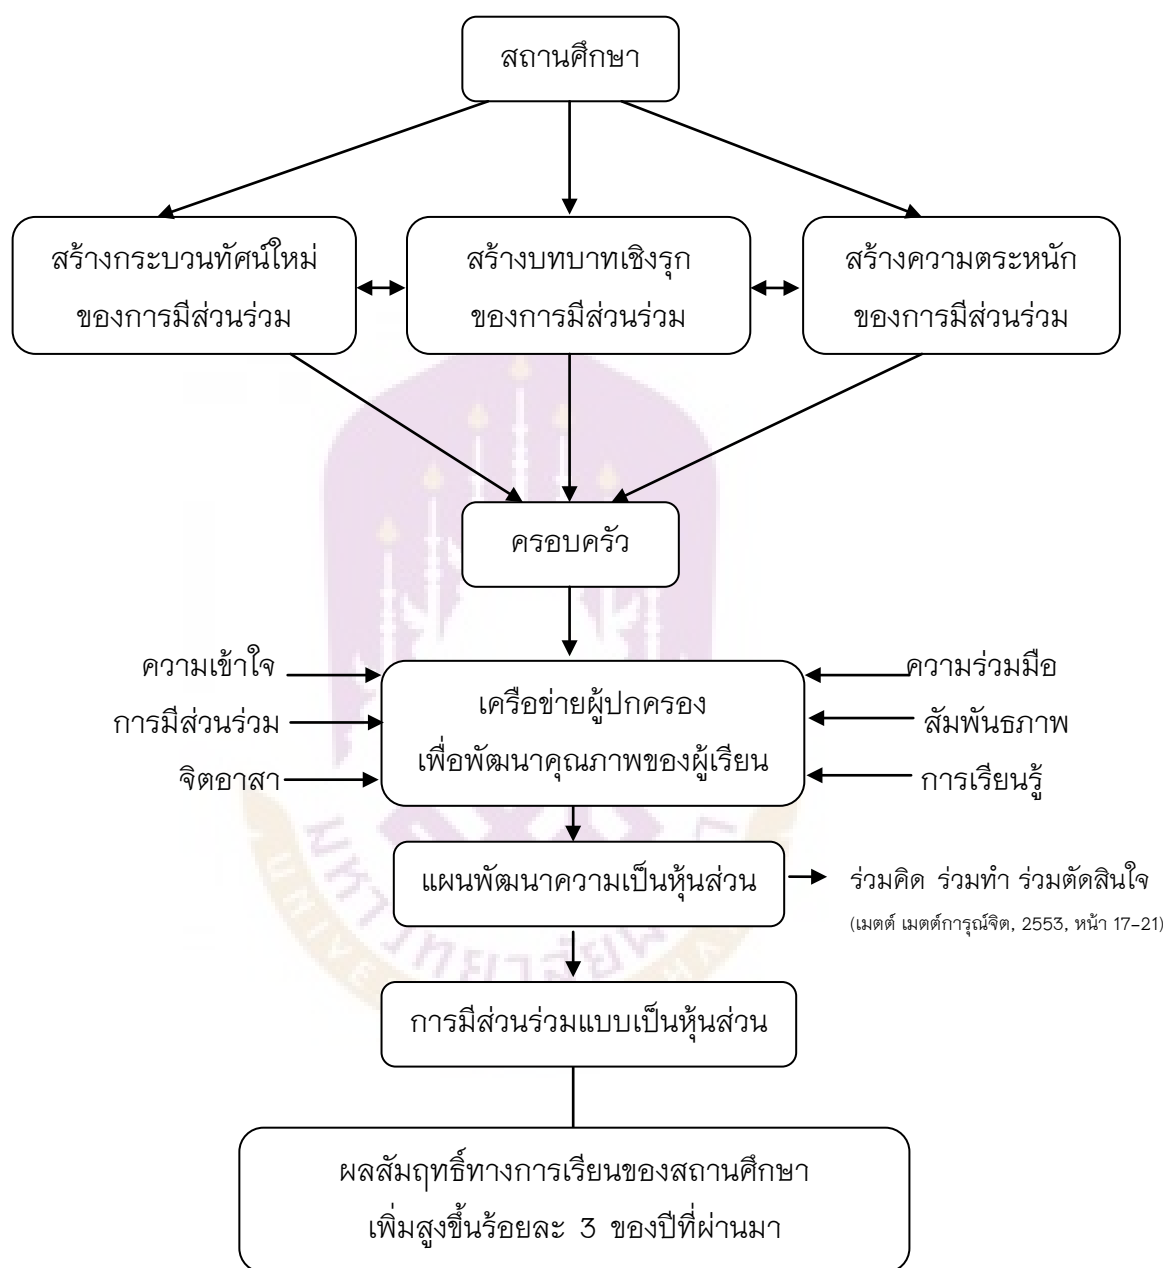 สถานศึกษา
สร้างกระบวนทัศน์ใหม่
ของการมีส่วนร่วม
สร้างบทบาทเชิงรุก
ของการมีส่วนร่วม
สร้างความตระหนัก
ของการมีส่วนร่วม
ครอบครัว
ความเข้าใจ
การมีส่วนร่วม
จิตอาสา
เครือข่ายผู้ปกครอง
เพื่อพัฒนาคุณภาพของผู้เรียน
ความร่วมมือ
สัมพันธภาพ
การเรียนรู้
แผนพัฒนาความเป็นหุ้นส่วน
ร่วมคิด ร่วมทำ ร่วมตัดสินใจ
(เมตต์ เมตต์การุณ์จิต, 2553, หน้า 17-21)
การมีส่วนร่วมแบบเป็นหุ้นส่วน
ผลสัมฤทธิ์ทางการเรียนของสถานศึกษา
เพิ่มสูงขึ้นร้อยละ 3 ของปีที่ผ่านมา